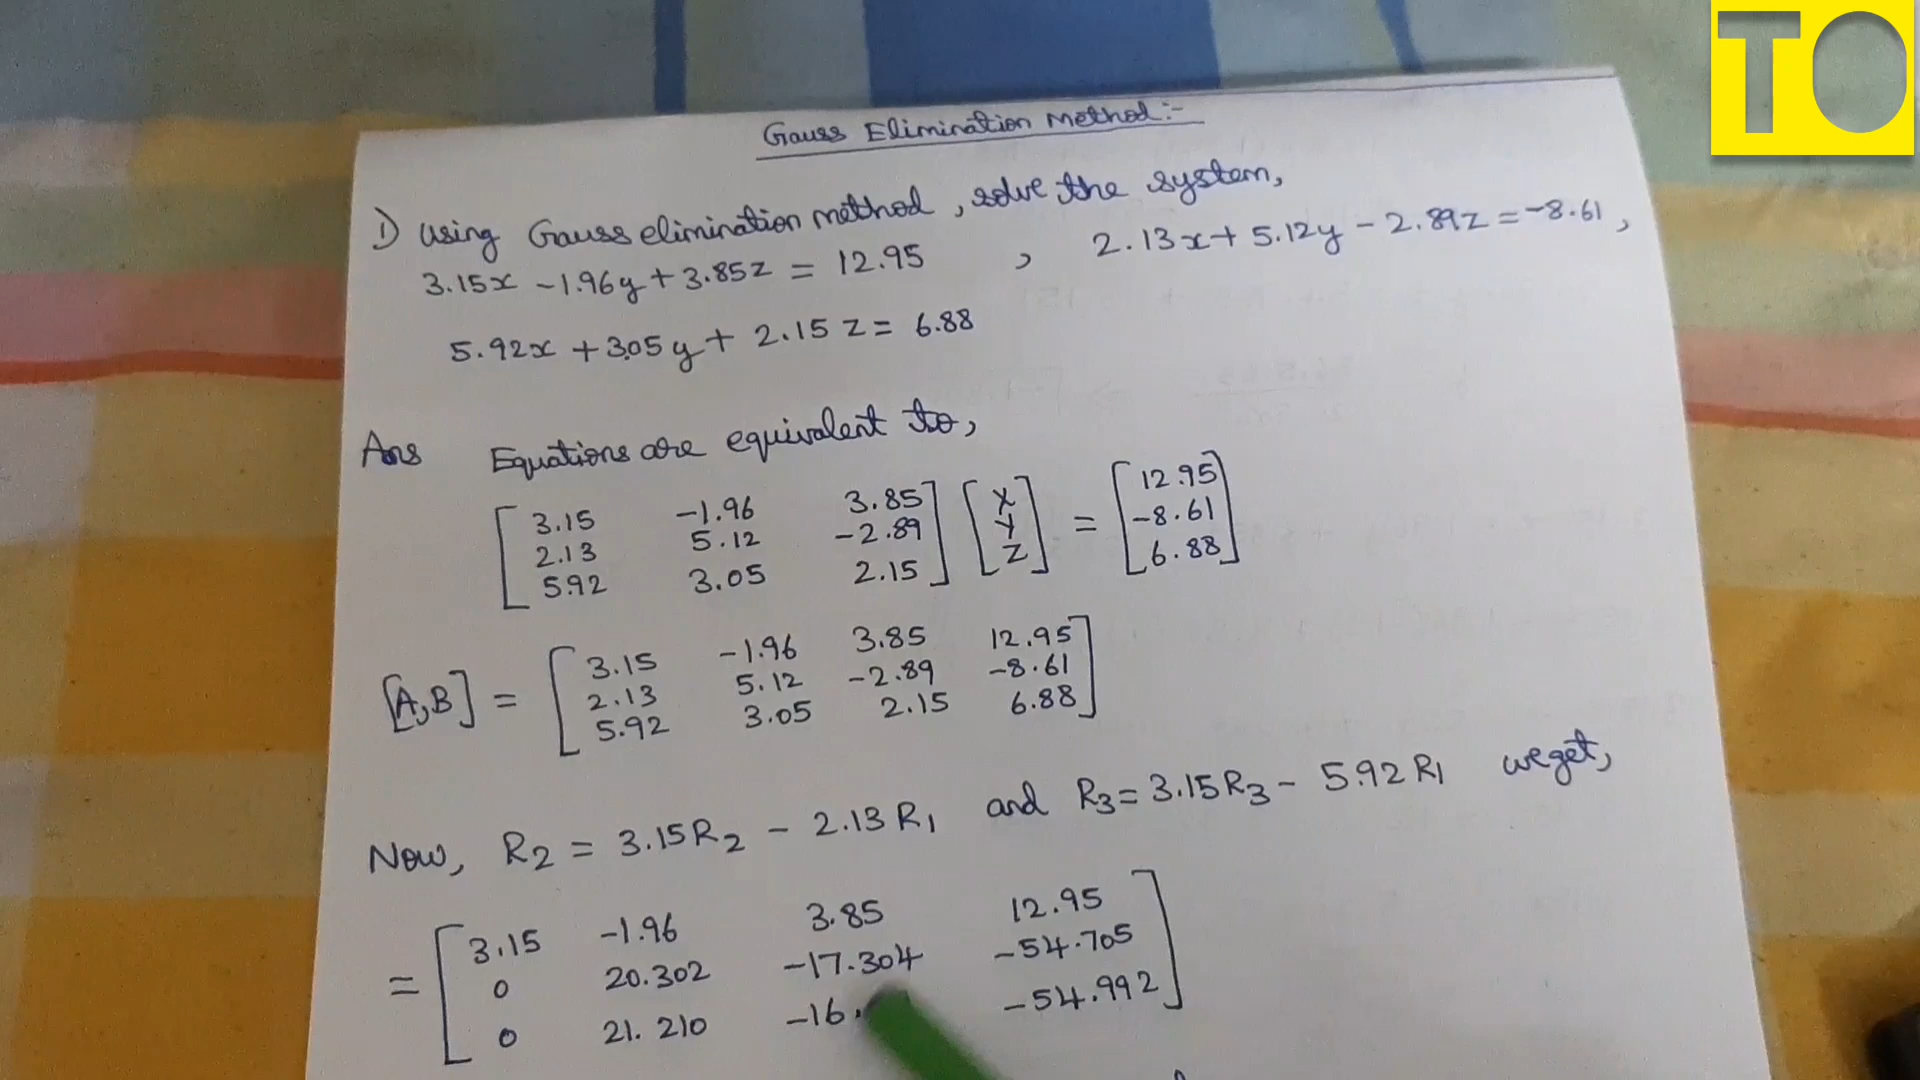 TO
Gauss Elimination Method:-
1) Using Gauss elimination method, solve the system,
3.15x -1.96y + 3.85z = 12.95 , 2.13x + 5.12y - 2.89z = -8.61 ,
5.92x + 3.05y + 2.15z = 6.88
Ans Equations are equivalent to,
[ 3.15 -1.96 3.85 ] [ X ] = [ 12.95 ]
[ 2.13 5.12 -2.89 ] [ Y ] [ -8.61 ]
[ 5.92 3.05 2.15 ] [ Z ] [ 6.88 ]
[ 3.15 -1.96 3.85 12.95 ]
[A,B] = [ 2.13 5.12 -2.89 -8.61 ]
[ 5.92 3.05 2.15 6.88 ]
Now, R2 = 3.15R2 - 2.13R1 and R3 = 3.15R3 - 5.92R1 we get,
[ 3.15 -1.96 3.85 12.95 ]
= [ 0 20.302 -17.304 -54.705 ]
[ 0 21.210 -16. -54.992 ]